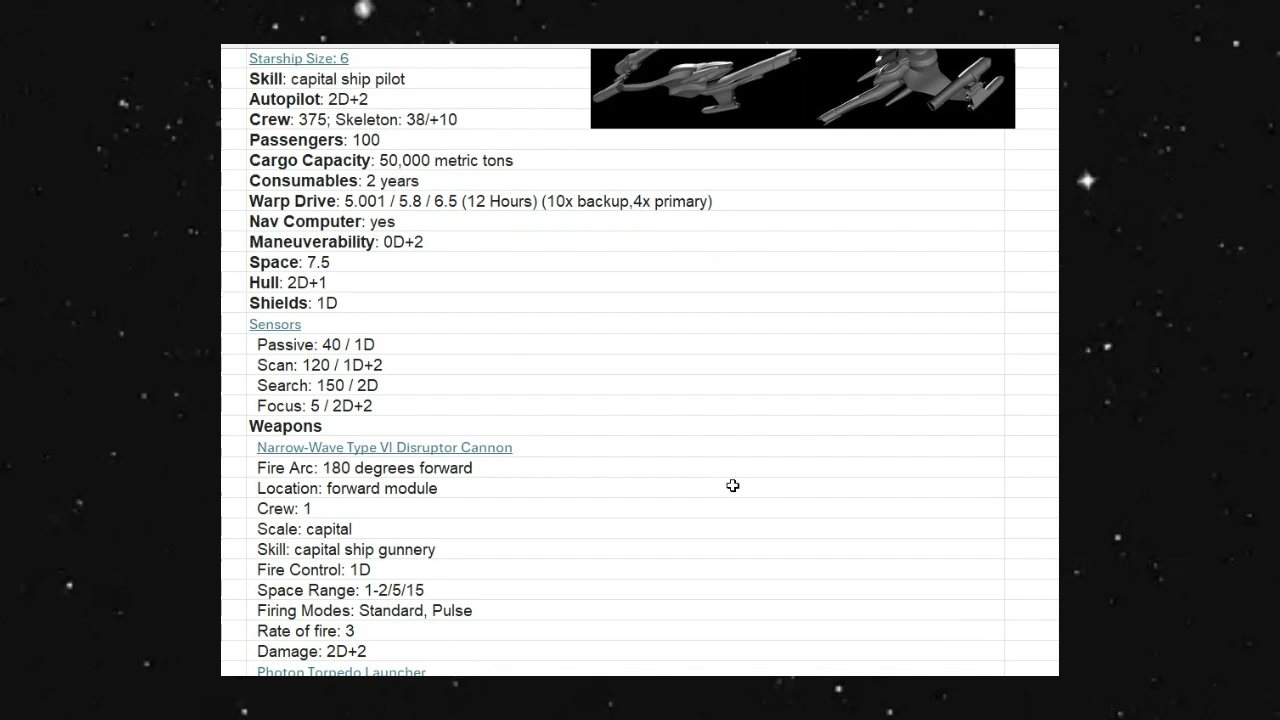 Starship Size: 6
Skill: capital ship pilot
Autopilot: 2D+2
Crew: 375; Skeleton: 38/+10
Passengers: 100
Cargo Capacity: 50,000 metric tons
Consumables: 2 years
Warp Drive: 5.001 / 5.8 / 6.5 (12 Hours) (10x backup,4x primary)
Nav Computer: yes
Maneuverability: 0D+2
Space: 7.5
Hull: 2D+1
Shields: 1D
Sensors
Passive: 40 / 1D
Scan: 120 / 1D+2
Search: 150 / 2D
Focus: 5 / 2D+2
Weapons
Narrow-Wave Type VI Disruptor Cannon
Fire Arc: 180 degrees forward
Location: forward module
Crew: 1
Scale: capital
Skill: capital ship gunnery
Fire Control: 1D
Space Range: 1-2/5/15
Firing Modes: Standard, Pulse
Rate of fire: 3
Damage: 2D+2
Photon Torpedo Launcher